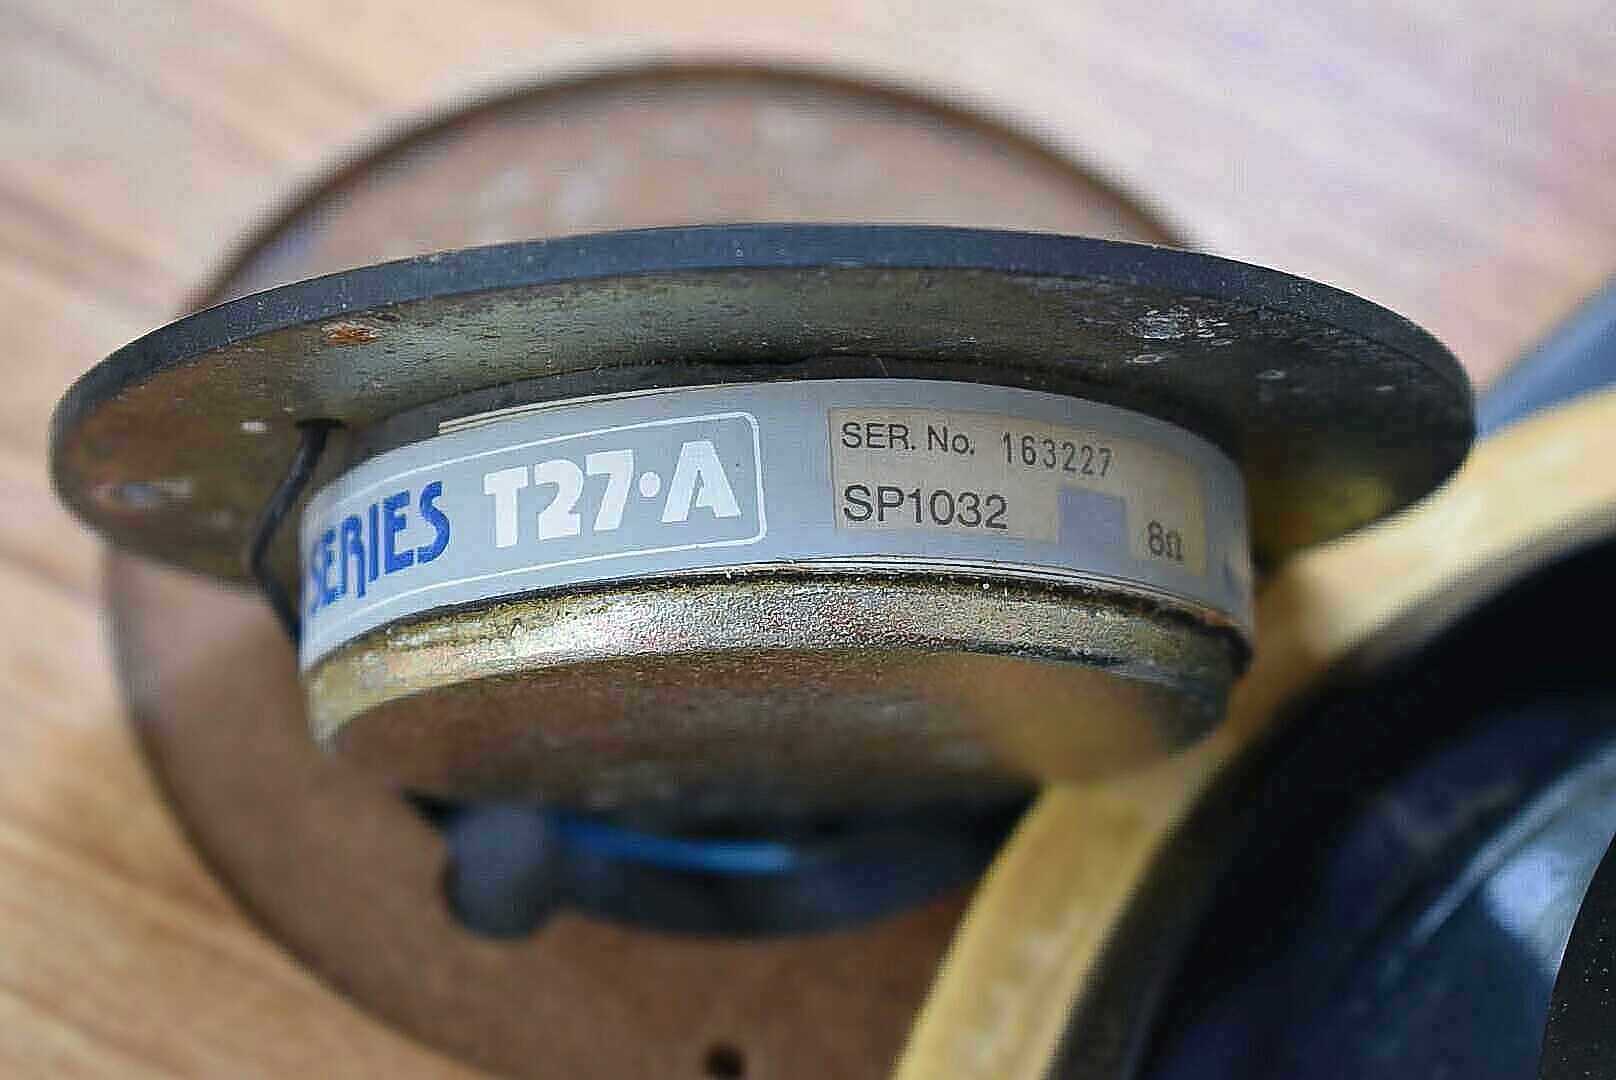 SERIES T27·A
SER. No. 163227
SP1032 8Ω